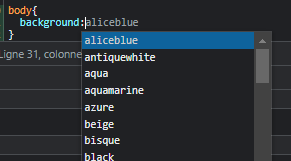 body{
background:aliceblue
}
Ligne 31, colonne
aliceblue
antiquewhite
aqua
aquamarine
azure
beige
bisque
black